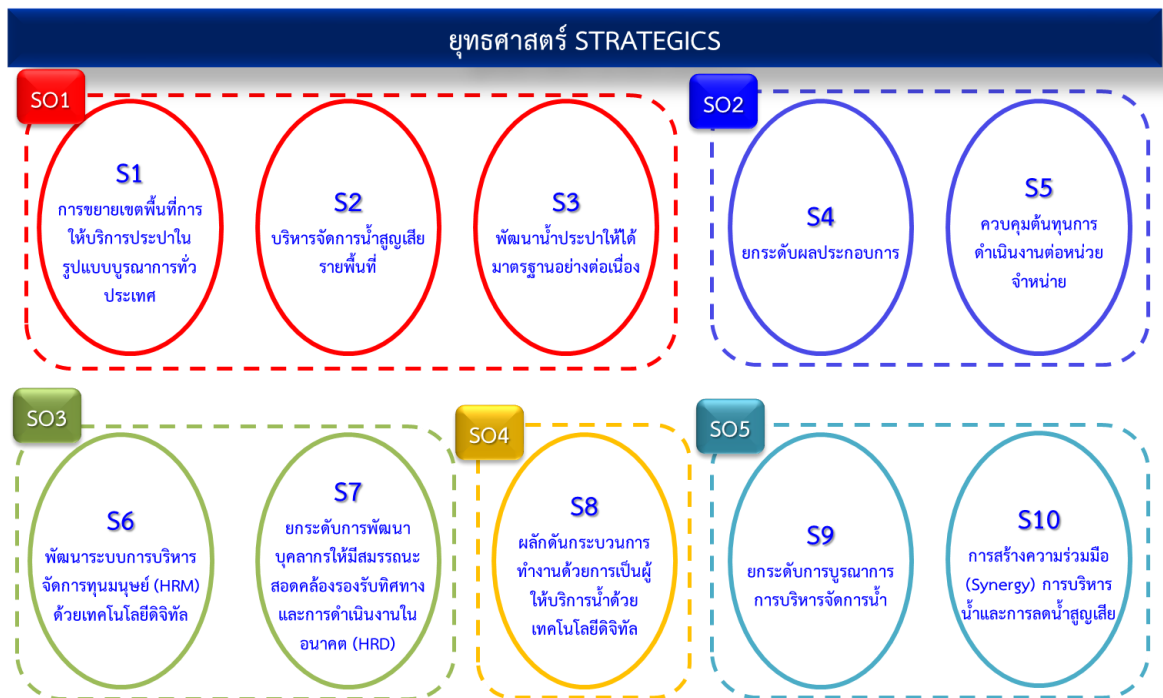 ยุทธศาสตร์ STRATEGICS
SO1
S1
การขยายเขตพื้นที่การ
ให้บริการประปาใน
รูปแบบบูรณาการทั่ว
ประเทศ
S2
บริหารจัดการน้ำสูญเสีย
รายพื้นที่
S3
พัฒนาน้ำประปาให้ได้
มาตรฐานอย่างต่อเนื่อง
SO2
S4
ยกระดับผลประกอบการ
S5
ควบคุมต้นทุนการ
ดำเนินงานต่อหน่วย
จำหน่าย
SO3
S6
พัฒนาระบบการบริหาร
จัดการทุนมนุษย์ (HRM)
ด้วยเทคโนโลยีดิจิทัล
S7
ยกระดับการพัฒนา
บุคลากรให้มีสมรรถนะ
สอดคล้องรองรับทิศทาง
และการดำเนินงานใน
อนาคต (HRD)
SO4
S8
ผลักดันกระบวนการ
ทำงานด้วยการเป็นผู้
ให้บริการน้ำด้วย
เทคโนโลยีดิจิทัล
SO5
S9
ยกระดับการบูรณาการ
การบริหารจัดการน้ำ
S10
การสร้างความร่วมมือ
(Synergy) การบริหาร
น้ำและการลดน้ำสูญเสีย